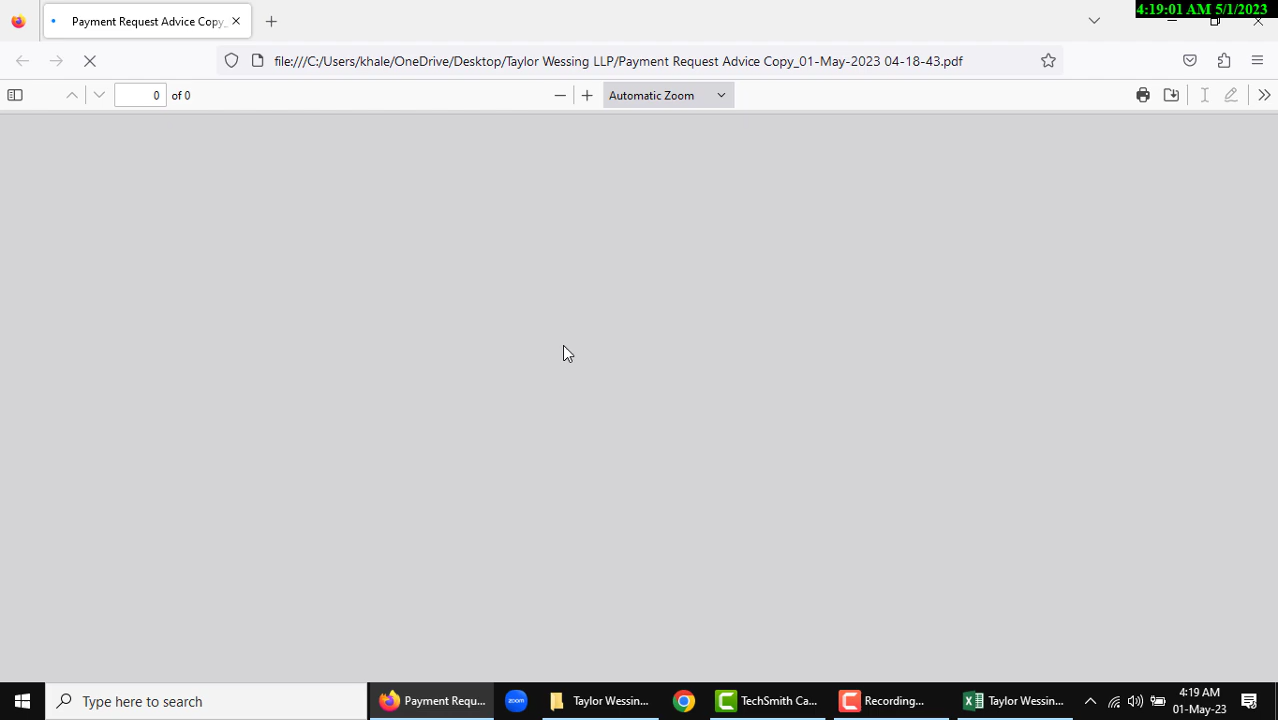 4:19:01 AM 5/1/2023
Payment Request Advice Copy_
file:///C:/Users/khale/OneDrive/Desktop/Taylor Wessing LLP/Payment Request Advice Copy_01-May-2023 04-18-43.pdf
0 of 0
Automatic Zoom
Type here to search
Payment Requ...
zoom
Taylor Wessin...
TechSmith Ca...
Recording...
Taylor Wessin...
4:19 AM
01-May-23